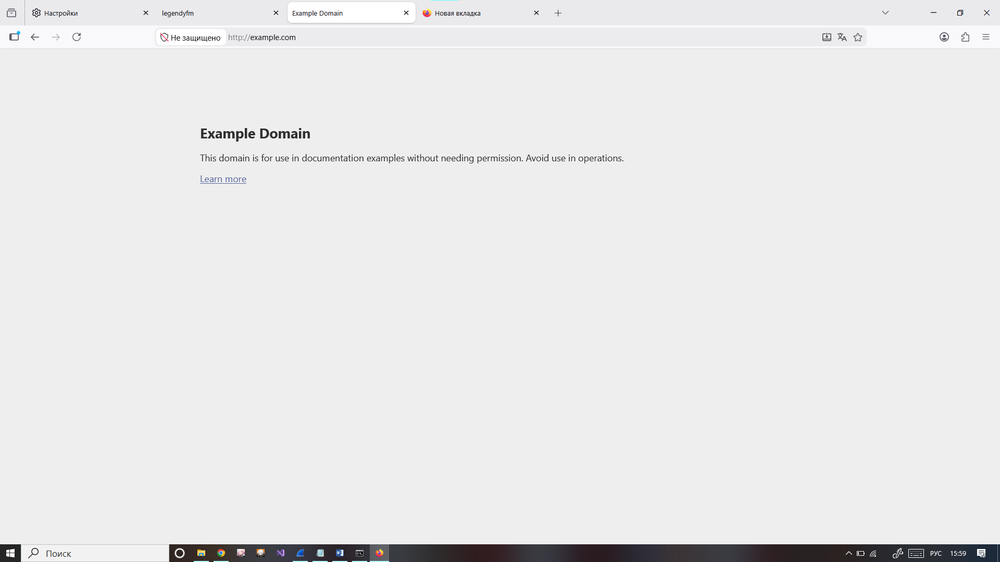 Настройки
legendyfm
Example Domain
Новая вкладка
Не защищено
http://example.com
Example Domain
This domain is for use in documentation examples without needing permission. Avoid use in operations.
Learn more
Поиск
РУС
15:59